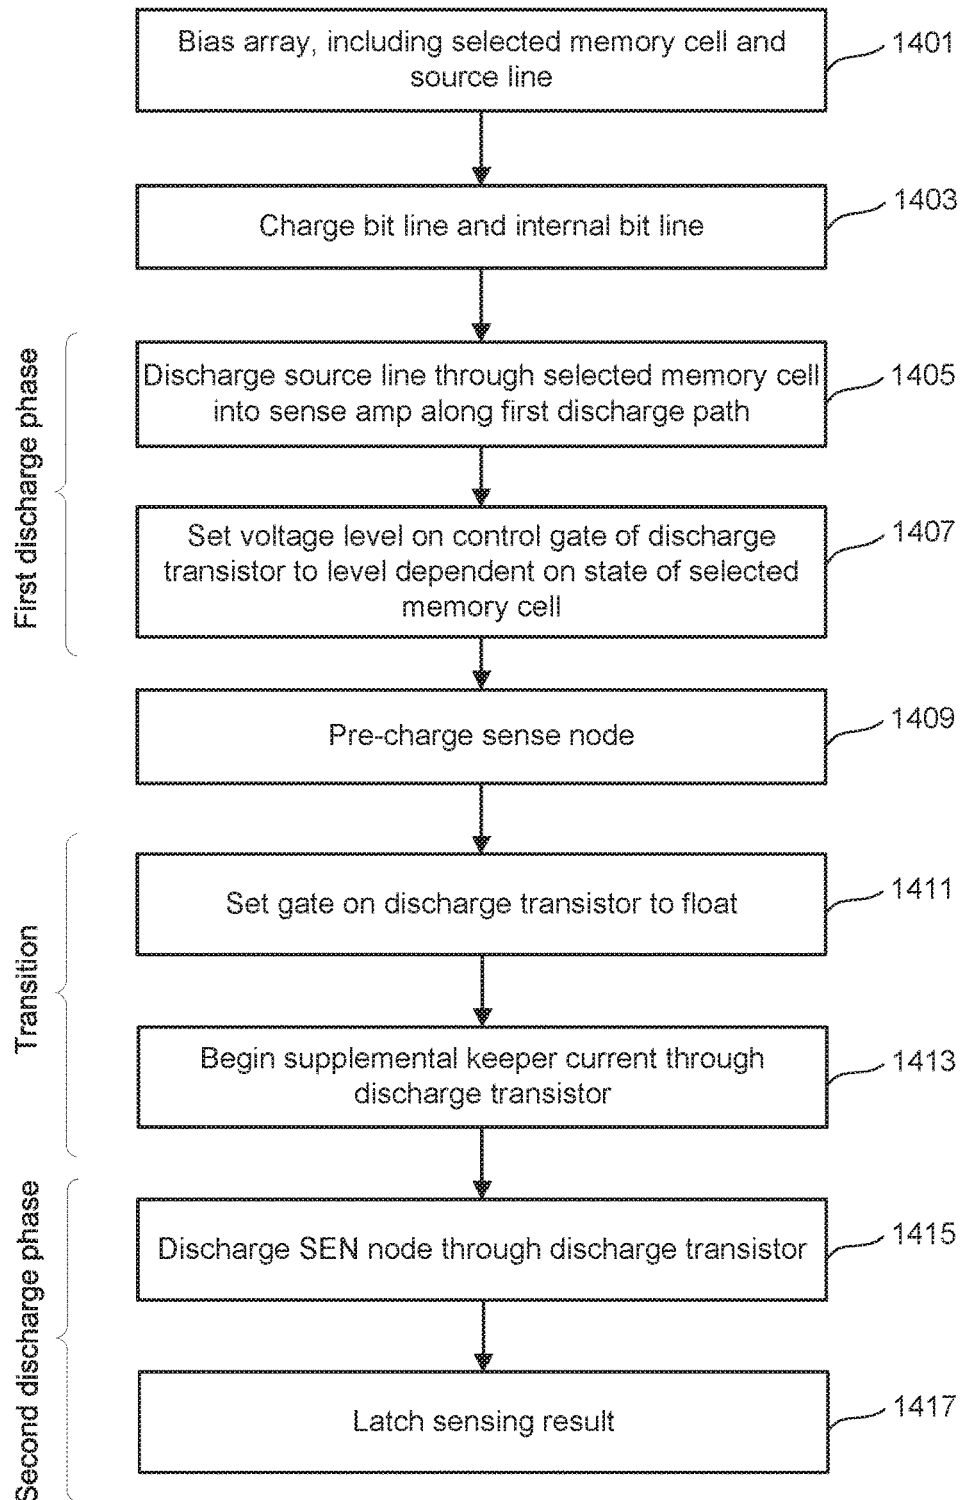 Bias array, including selected memory cell and
source line
1401
Charge bit line and internal bit line
1403
First discharge phase
Discharge source line through selected memory cell
into sense amp along first discharge path
1405
Set voltage level on control gate of discharge
transistor to level dependent on state of selected
memory cell
1407
Pre-charge sense node
1409
Transition
Set gate on discharge transistor to float
1411
Begin supplemental keeper current through
discharge transistor
1413
Second discharge phase
Discharge SEN node through discharge transistor
1415
Latch sensing result
1417